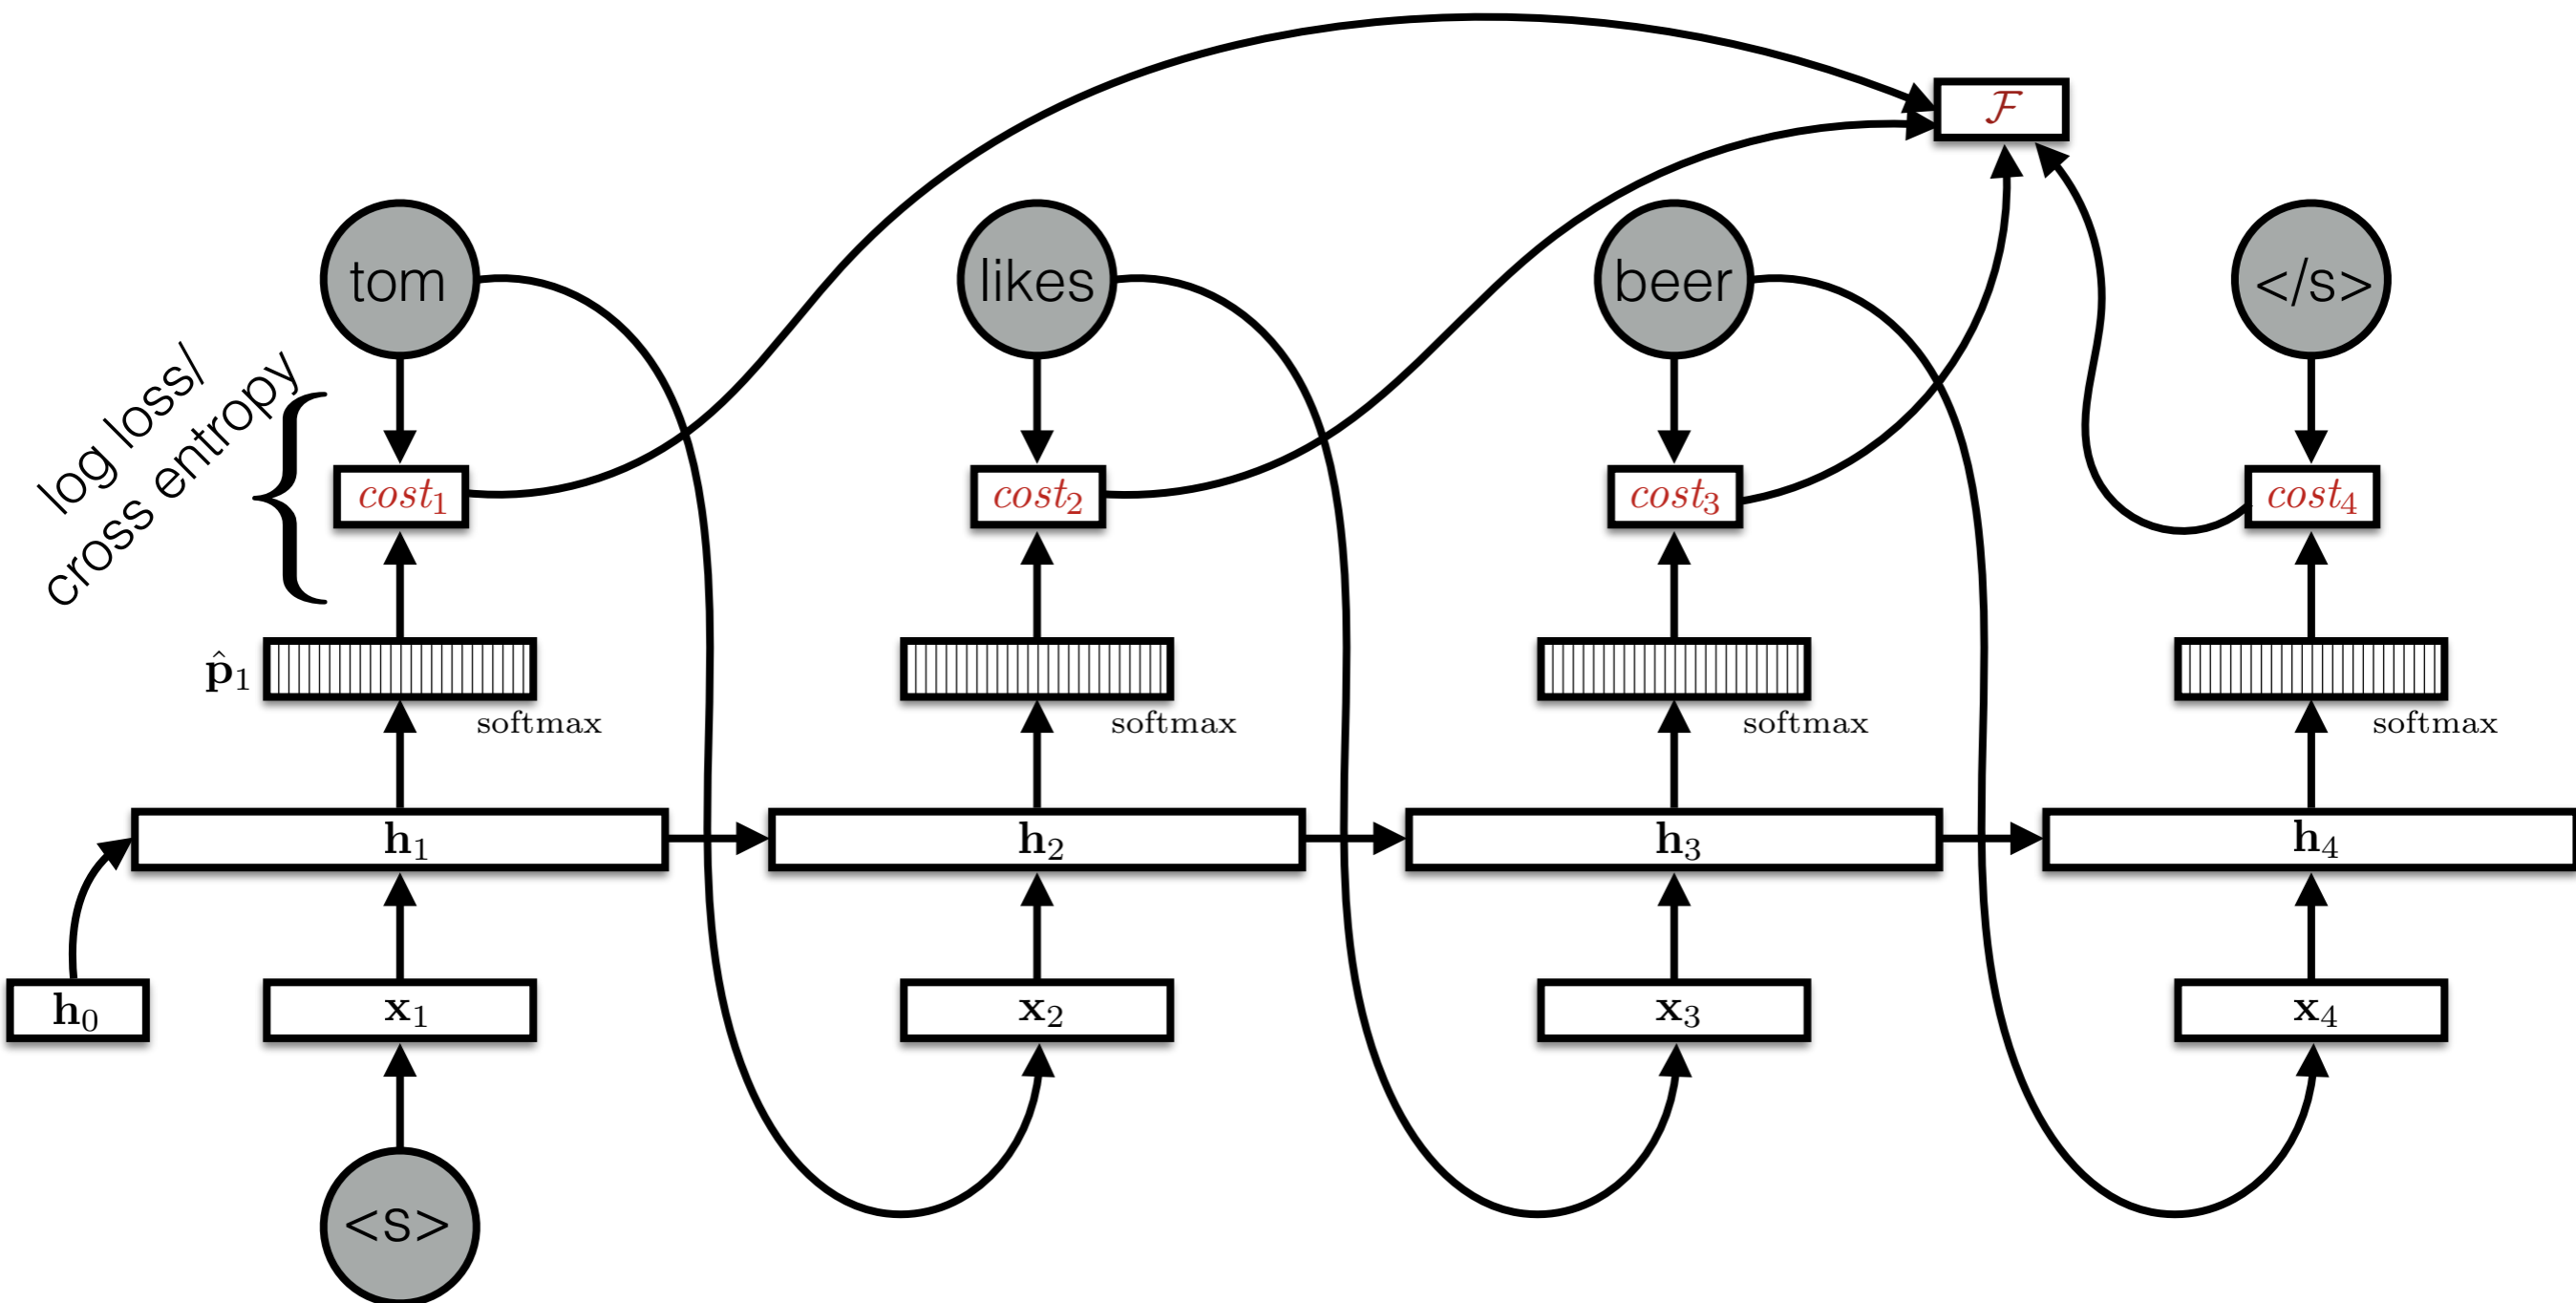 𝓕
tom
likes
beer
</s>
log loss/
cross entropy
cost₁
cost₂
cost₃
cost₄
p̂₁
softmax
softmax
softmax
softmax
h₁
h₂
h₃
h₄
h₀
x₁
x₂
x₃
x₄
<s>